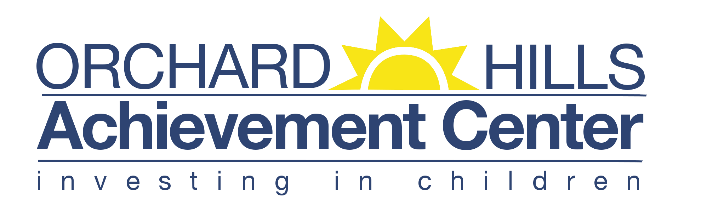 ORCHARD HILLS
Achievement Center
investing in children